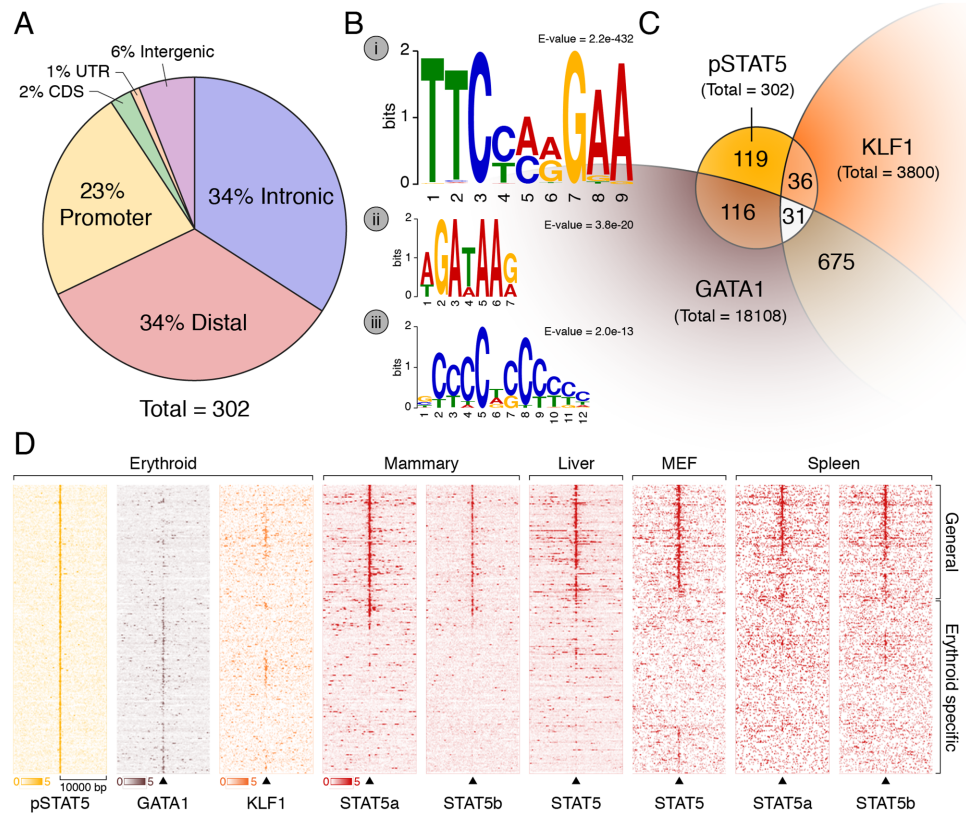 A
6% Intergenic
1% UTR
2% CDS
23%
Promoter
34% Intronic
34% Distal
Total = 302
B
i
E-value = 2.2e-432
2
1
0
bits
1 2 3 4 5 6 7 8 9
ii
E-value = 3.8e-20
2
1
0
bits
1 2 3 4 5 6 7
iii
E-value = 2.0e-13
2
1
0
bits
1 2 3 4 5 6 7 8 9 10 11 12
C
pSTAT5
(Total = 302)
KLF1
(Total = 3800)
119
36
116
31
675
GATA1
(Total = 18108)
D
Erythroid Mammary Liver MEF Spleen
General
Erythroid specific
0 5 10000 bp 0 5 0 5 0 5
pSTAT5 GATA1 KLF1 STAT5a STAT5b STAT5 STAT5 STAT5a STAT5b